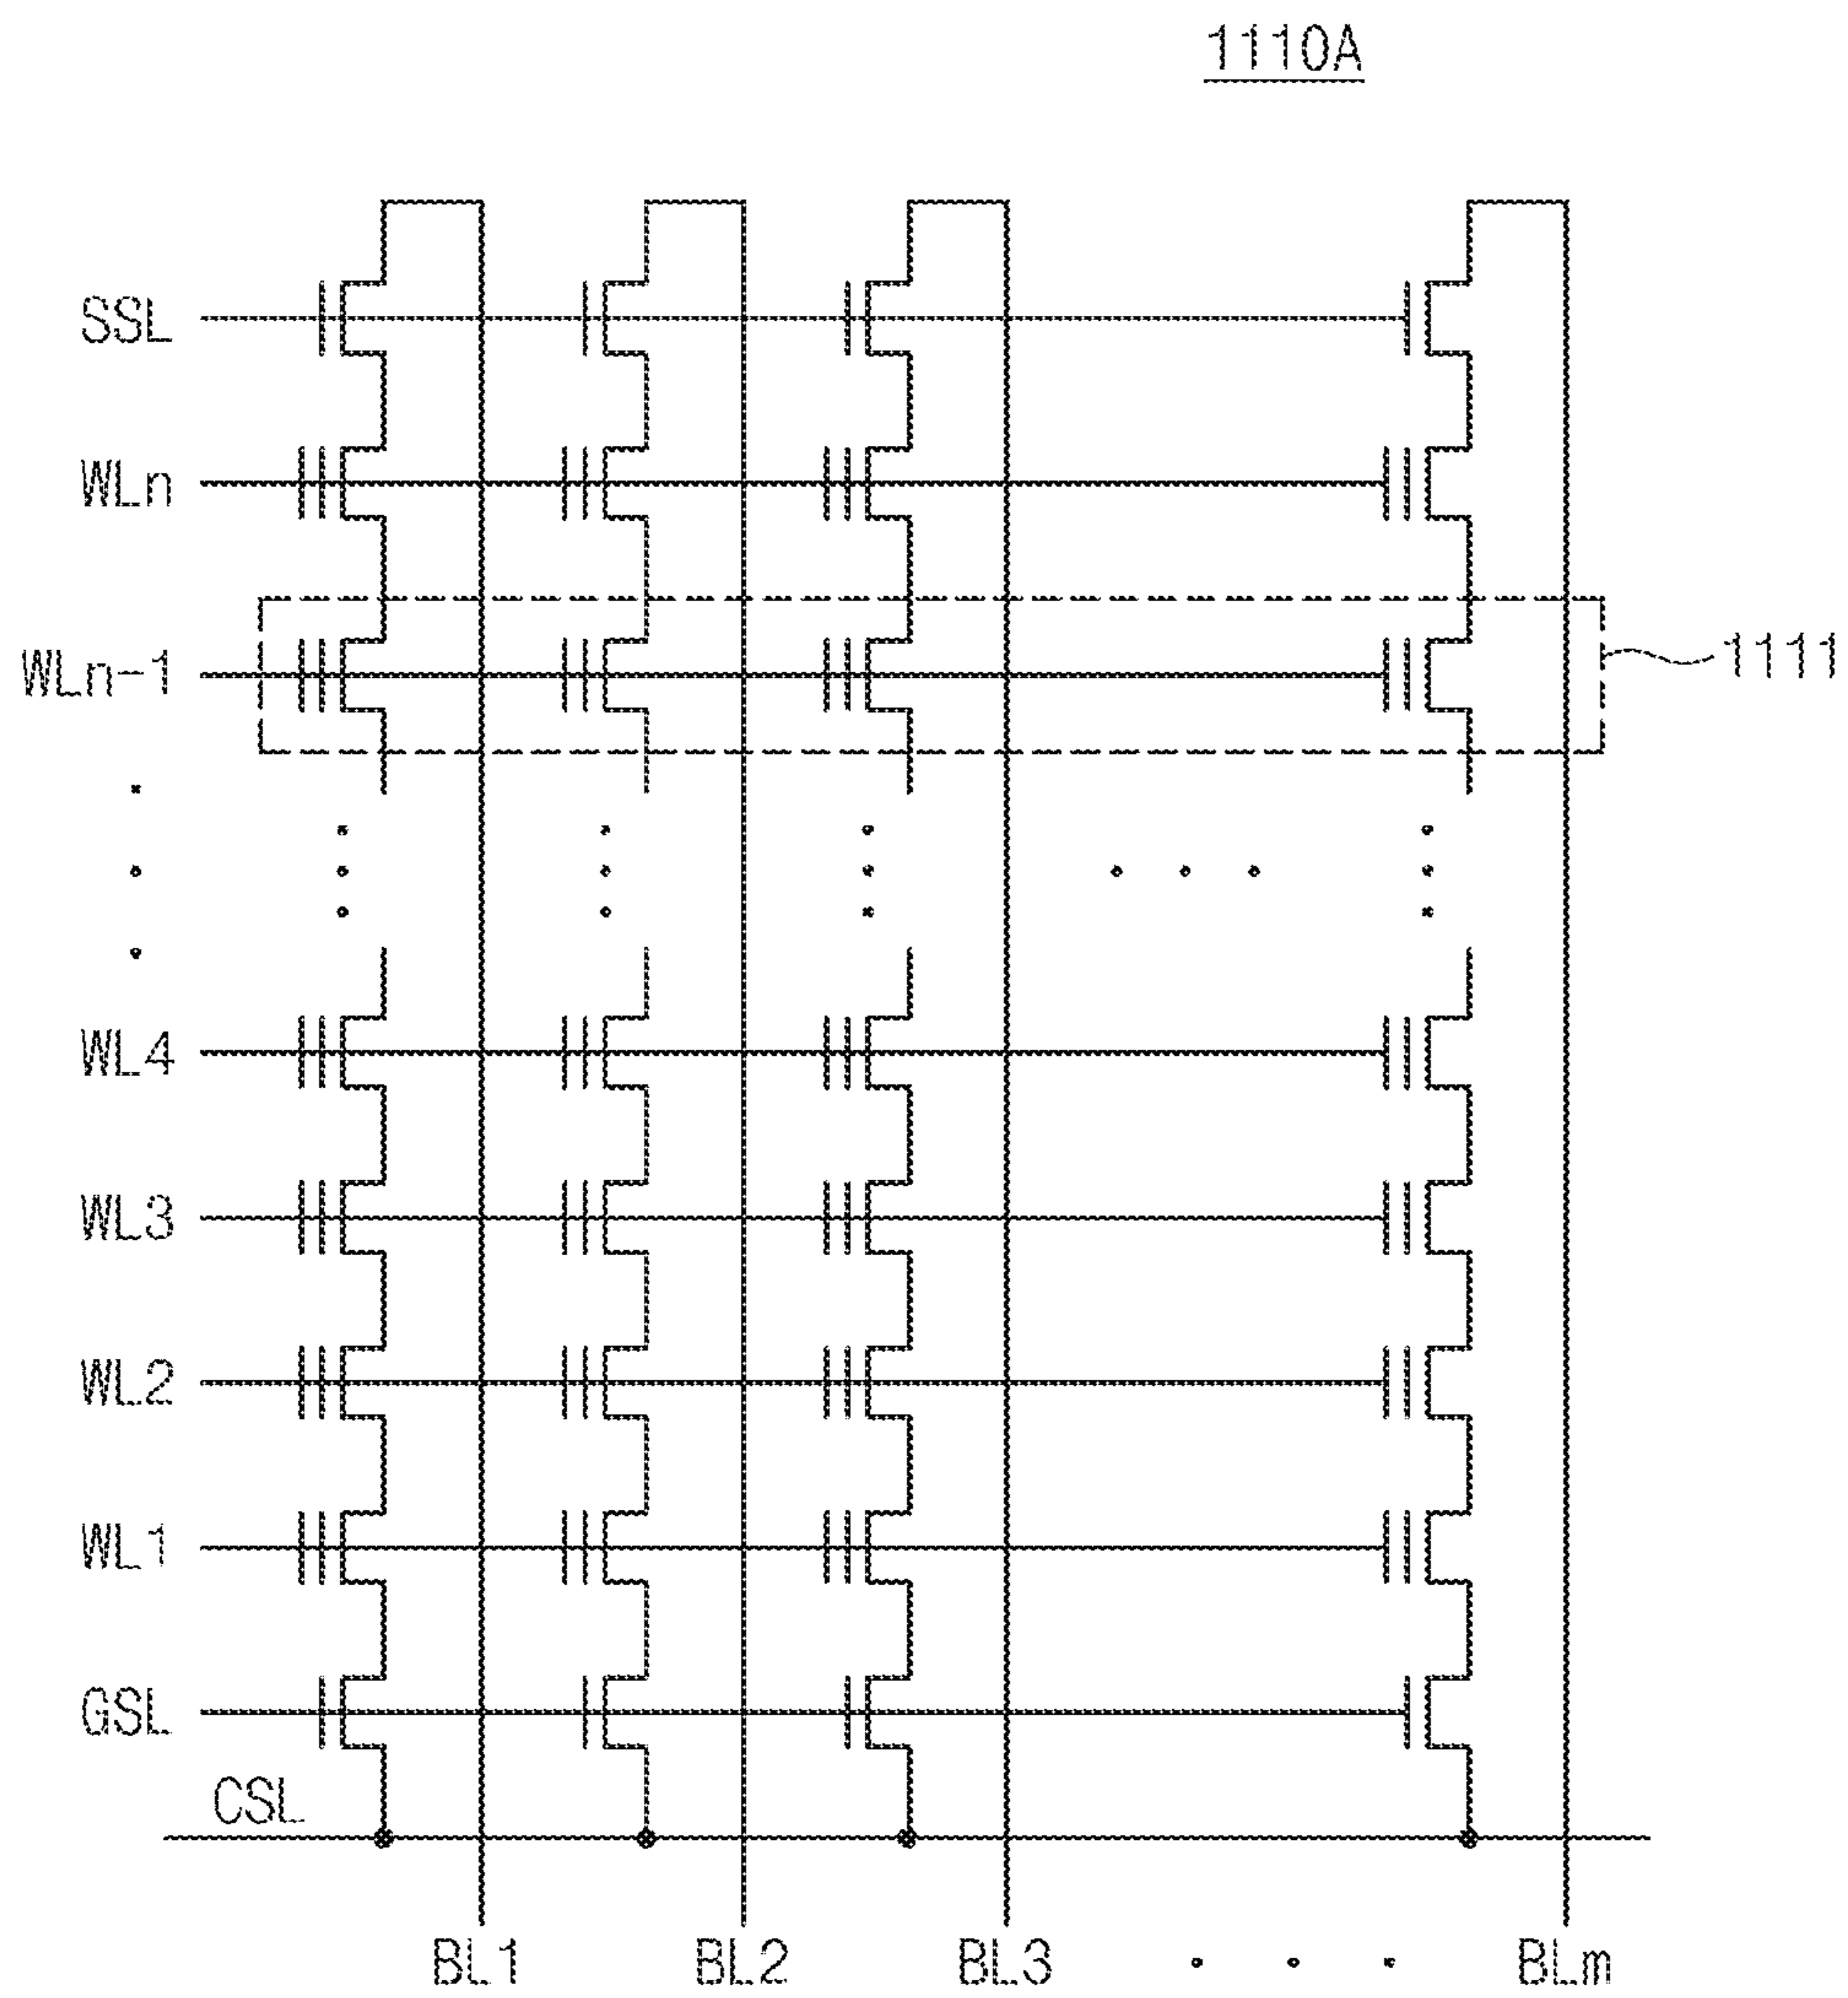 1110A
SSL
WLn
WLn-1
1111
WL4
WL3
WL2
WL1
GSL
CSL
BL1 BL2 BL3 . . . BLm